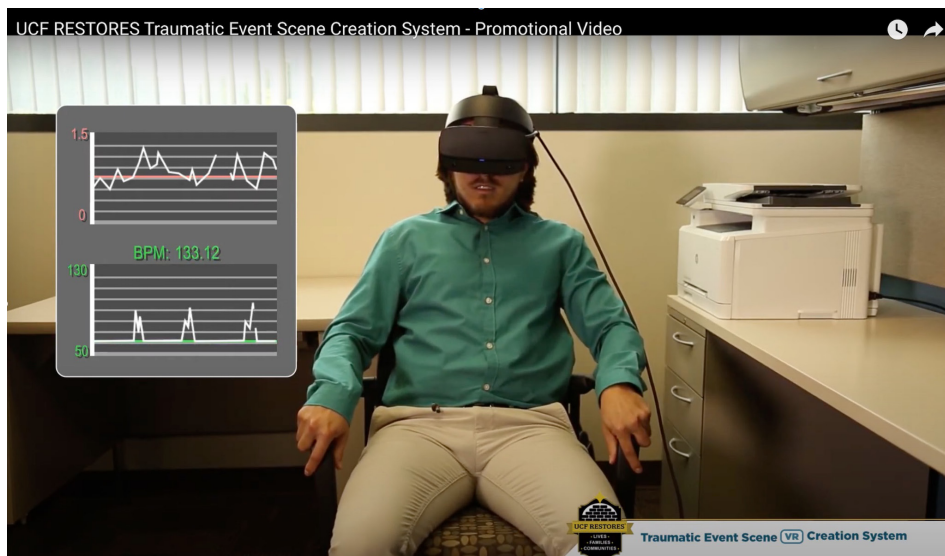 UCF RESTORES Traumatic Event Scene Creation System - Promotional Video
1.5
0
BPM: 133.12
130
50
UCF RESTORES
• LIVES •
• FAMILIES •
• COMMUNITIES •
Traumatic Event Scene VR Creation System